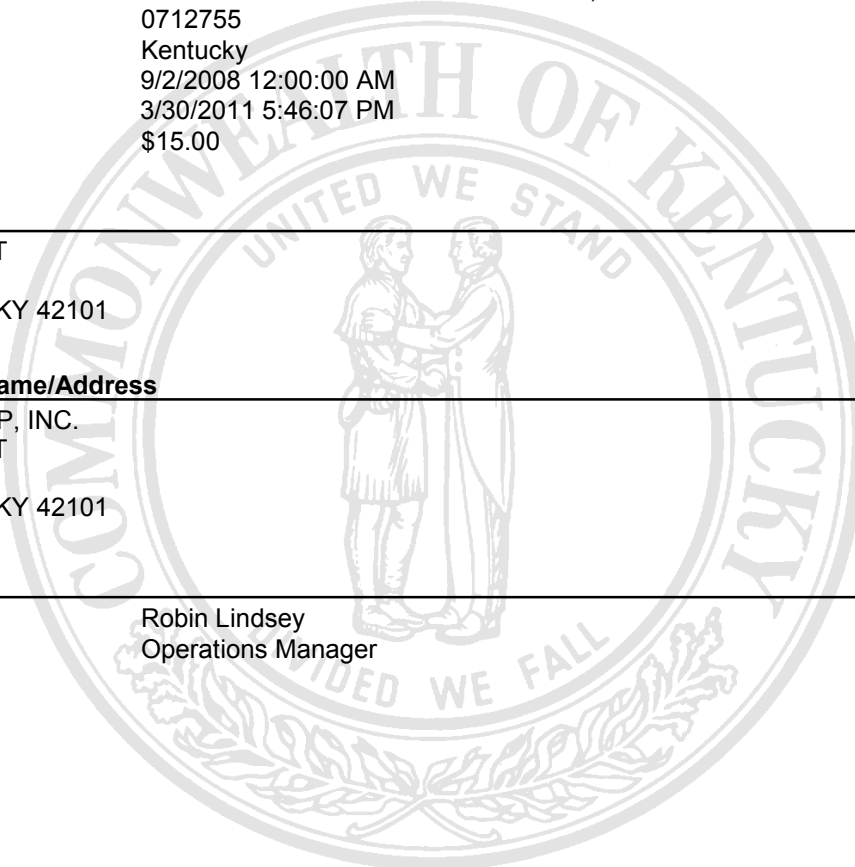 0712755
Kentucky
9/2/2008 12:00:00 AM
3/30/2011 5:46:07 PM
$15.00
T
KY 42101
ame/Address
P, INC.
T
KY 42101
Robin Lindsey
Operations Manager
COMMONWEALTH OF KENTUCKY
UNITED WE STAND
DIVIDED WE FALL